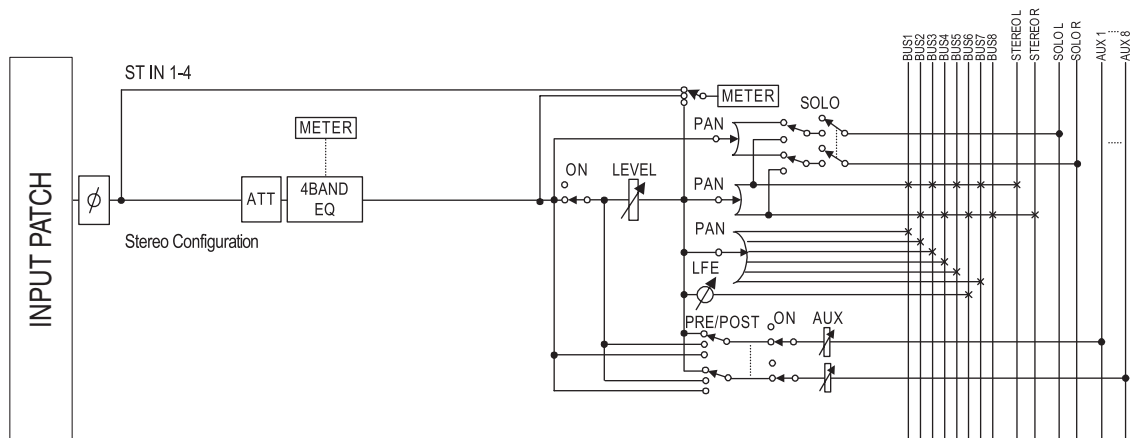 BUS1
BUS2
BUS3
BUS4
BUS5
BUS6
BUS7
BUS8
STEREO L
STEREO R
SOLO L
SOLO R
AUX 1
AUX 8
ST IN 1-4
METER
SOLO
METER
PAN
INPUT PATCH
ϕ
ATT
4BAND
EQ
ON
LEVEL
PAN
Stereo Configuration
PAN
LFE
PRE/POST
ON
AUX